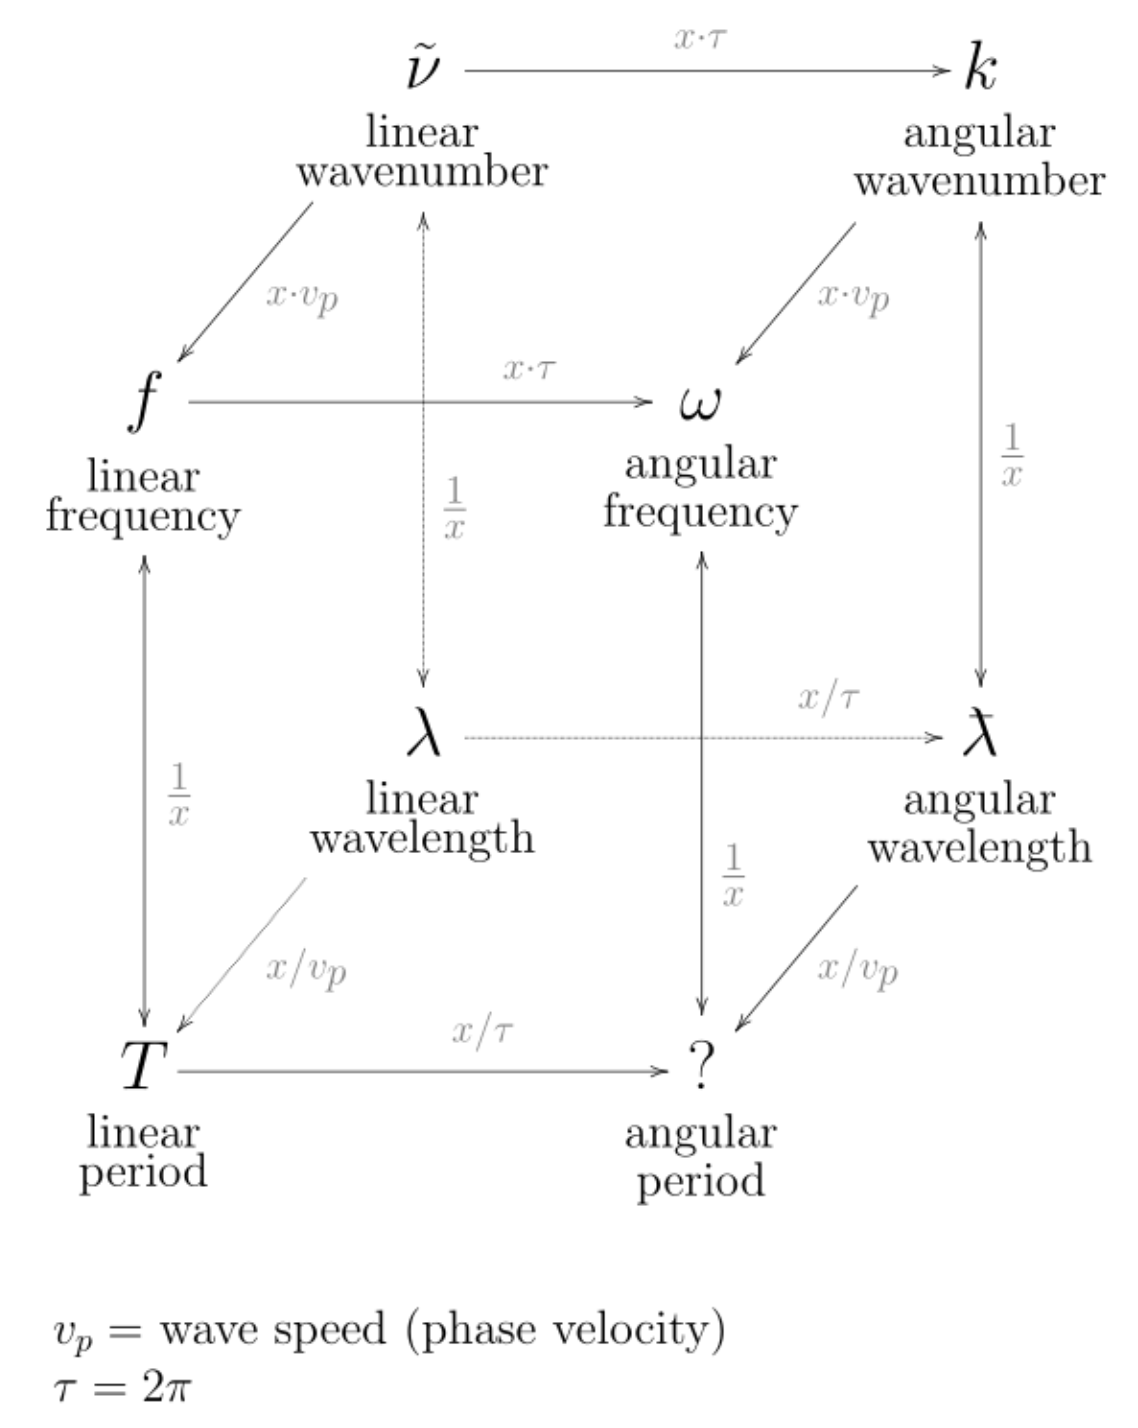 x·τ
ν̃ k
linear
wavenumber
angular
wavenumber
x·v_p
x·v_p
x·τ
f ω
linear
frequency
angular
frequency
1/x
1/x
x/τ
λ ƛ
linear
wavelength
angular
wavelength
1/x
1/x
x/v_p
x/v_p
x/τ
T ?
linear
period
angular
period
v_p = wave speed (phase velocity)
τ = 2π